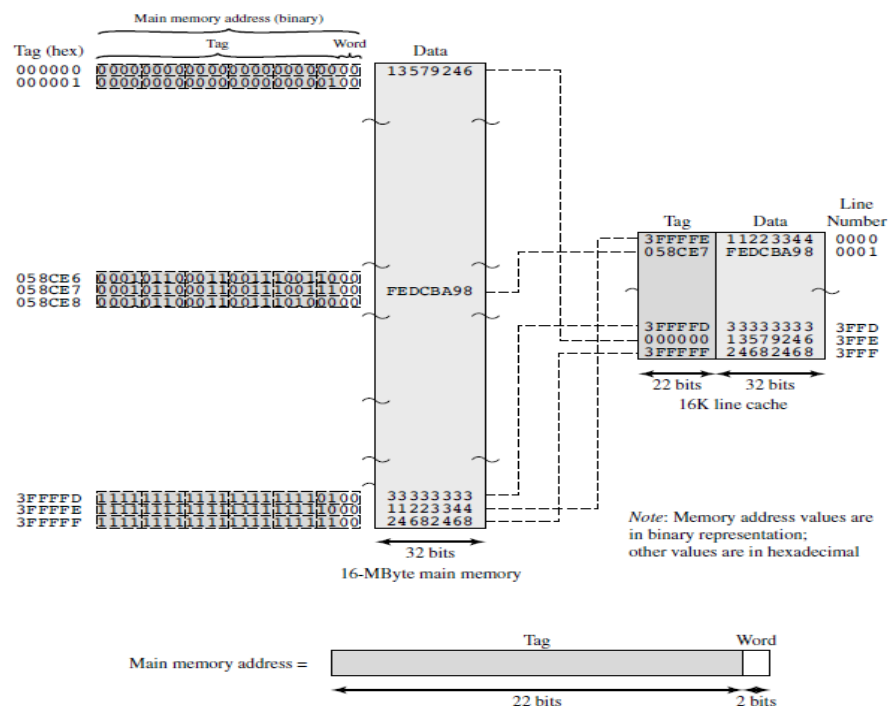 Main memory address (binary)
Tag (hex) Tag Word Data
000000 000000000000000000000000 13579246
000001 000000000000000000000100
Line
Tag Data Number
3FFFFE 11223344 0000
058CE7 FEDCBA98 0001
058CE6 000101100011001110011000
058CE7 000101100011001110011100 FEDCBA98
058CE8 000101100011001110100000
3FFFFD 33333333 3FFD
000000 13579246 3FFE
3FFFFF 24682468 3FFF
22 bits 32 bits
16K line cache
3FFFFD 111111111111111111110100 33333333
3FFFFE 111111111111111111111000 11223344
3FFFFF 111111111111111111111100 24682468
32 bits
16-MByte main memory
Note: Memory address values are
in binary representation;
other values are in hexadecimal
Tag Word
Main memory address =
22 bits 2 bits